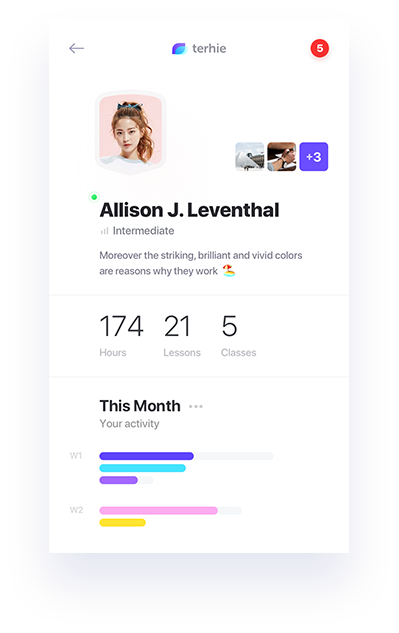 terhie
5
+3
Allison J. Leventhal
Intermediate
Moreover the striking, brilliant and vivid colors
are reasons why they work
174 21 5
Hours Lessons Classes
This Month
Your activity
W1
W2